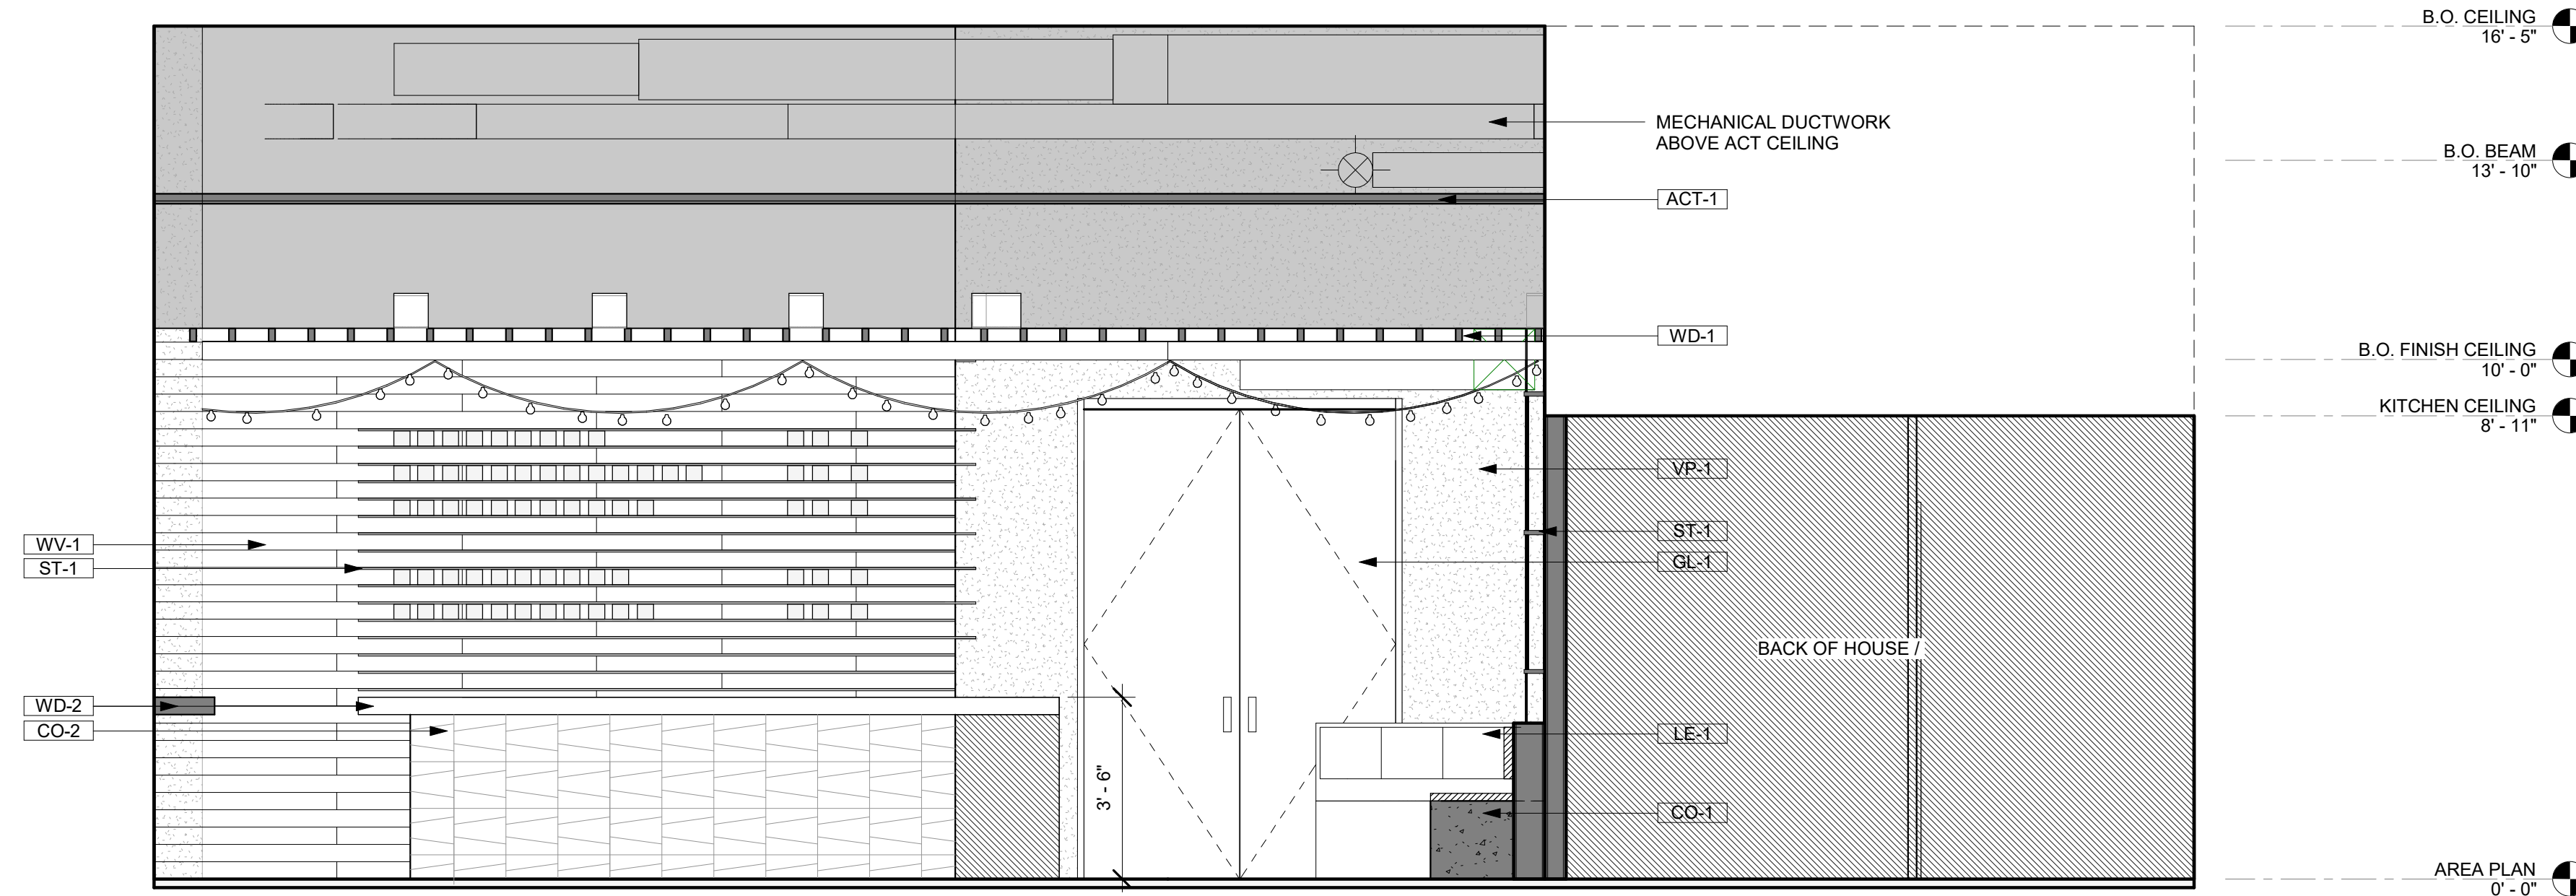 B.O. CEILING
16' - 5"
MECHANICAL DUCTWORK
ABOVE ACT CEILING
B.O. BEAM
13' - 10"
ACT-1
WD-1
B.O. FINISH CEILING
10' - 0"
KITCHEN CEILING
8' - 11"
VP-1
ST-1
GL-1
WV-1
ST-1
BACK OF HOUSE /
WD-2
CO-2
LE-1
3' - 6"
CO-1
AREA PLAN
0' - 0"